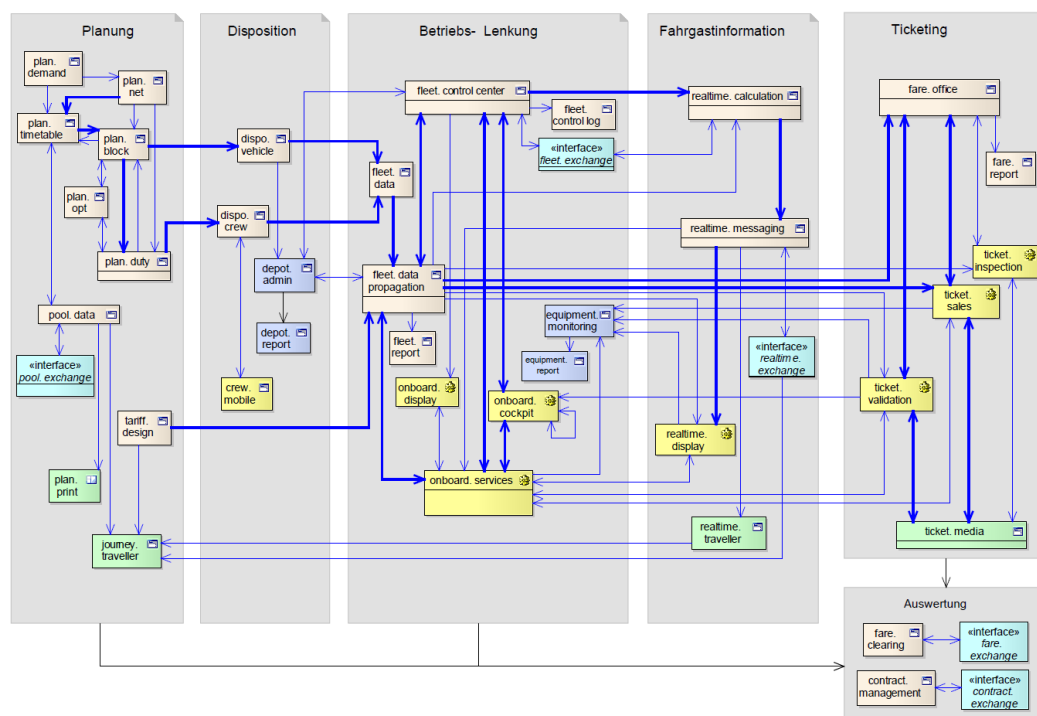 Planung
plan.
demand
plan.
net
plan.
timetable
plan.
block
plan.
opt
plan. duty
pool. data
«interface»
pool. exchange
tariff.
design
plan.
print
journey.
traveller
Disposition
dispo.
vehicle
dispo.
crew
depot.
admin
depot.
report
crew.
mobile
Betriebs- Lenkung
fleet. control center
fleet.
control log
«interface»
fleet. exchange
fleet.
data
fleet. data
propagation
fleet.
report
equipment.
monitoring
equipment.
report
onboard.
display
onboard.
cockpit
onboard. services
Fahrgastinformation
realtime. calculation
realtime. messaging
«interface»
realtime.
exchange
realtime.
display
realtime.
traveller
Ticketing
fare. office
fare.
report
ticket.
inspection
ticket.
sales.
ticket.
validation
ticket. media
Auswertung
fare.
clearing
«interface»
fare.
exchange
contract.
management
«interface»
contract.
exchange